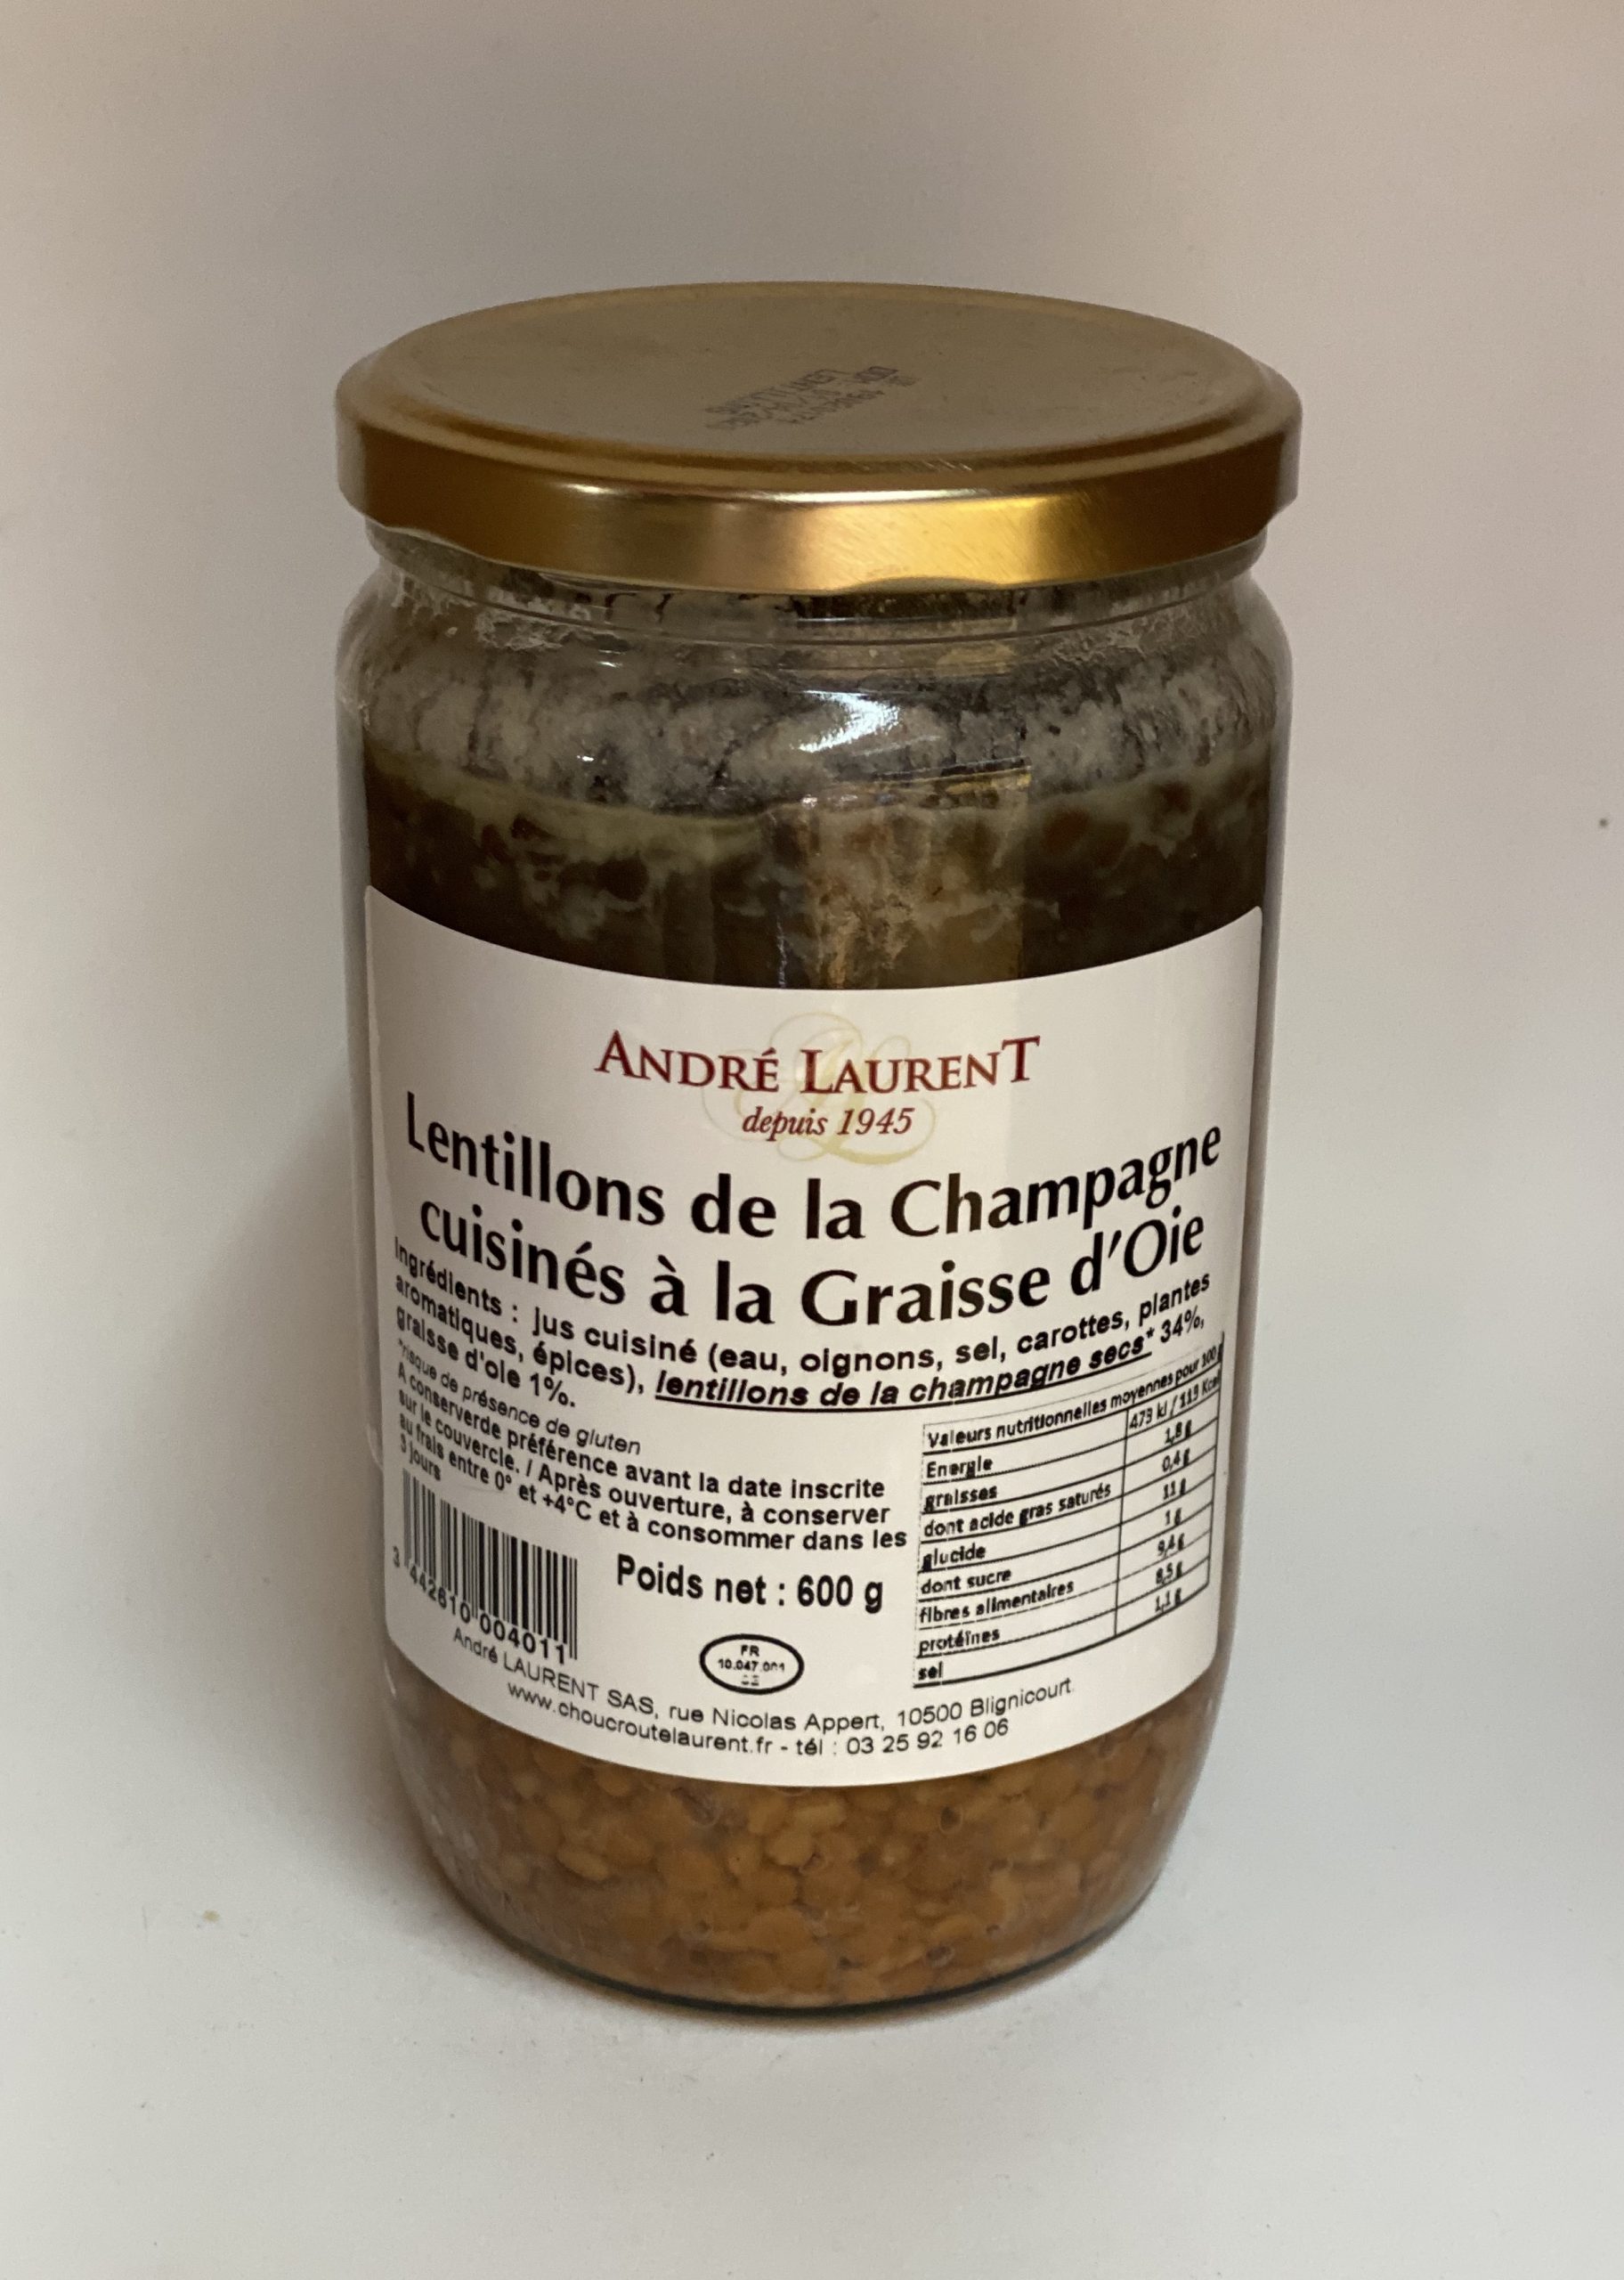 LENTILLONS
ANDRÉ LAURENT
depuis 1945
Lentillons de la Champagne
cuisinés à la Graisse d'Oie
Ingrédients : jus cuisiné (eau, oignons, sel, carottes, plantes
aromatiques, épices), lentillons de la champagne secs* 34%,
graisse d'oie 1%.
*risque de présence de gluten
A conserverde préférence avant la date inscrite
sur le couvercle. / Après ouverture, à conserver
au frais entre 0° et +4°C et à consommer dans les
3 jours
Valeurs nutritionnelles moyennes pour 100 g
Energie 473 kJ / 113 Kcal
graisses 1,8 g
dont acide gras saturés 0,4 g
glucide 11 g
dont sucre 1 g
fibres alimentaires 9,4 g
protéines 8,5 g
sel 1,1 g
Poids net : 600 g
3 442610 004011
FR
10.047.001
CE
André LAURENT SAS, rue Nicolas Appert, 10500 Blignicourt
www.choucroutelaurent.fr - tél : 03 25 92 16 06